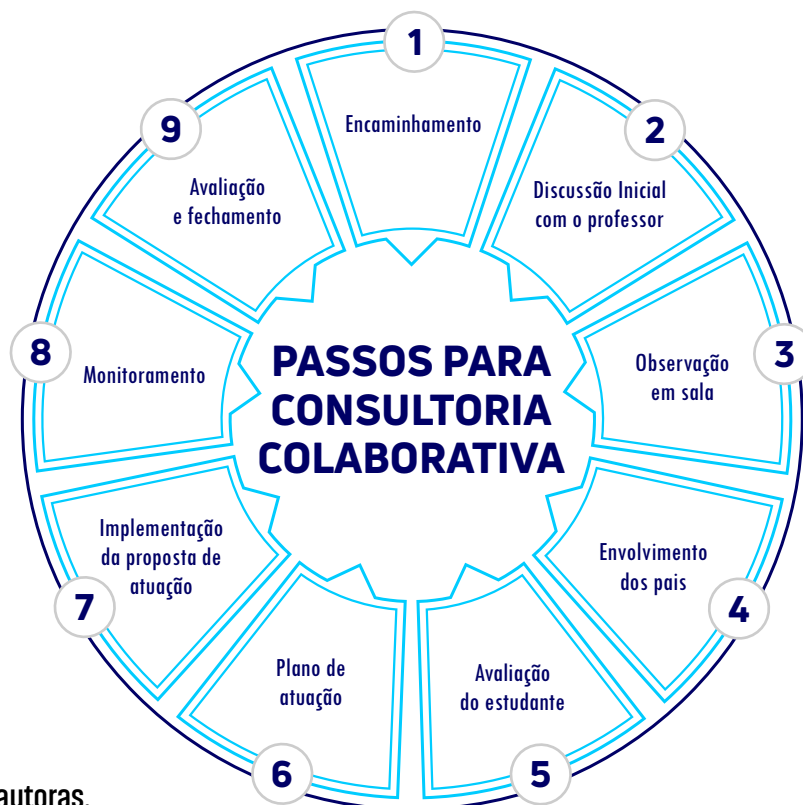 1
Encaminhamento
2
Discussão Inicial
com o professor
3
Observação
em sala
4
Envolvimento
dos pais
5
Avaliação
do estudante
6
Plano de
atuação
7
Implementação
da proposta de
atuação
8
Monitoramento
9
Avaliação
e fechamento
PASSOS PARA
CONSULTORIA
COLABORATIVA
autoras.